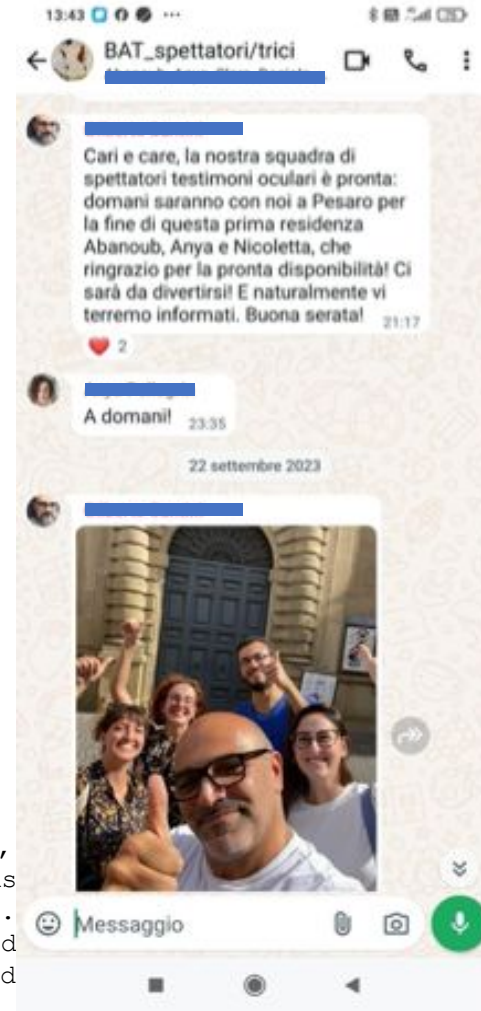 13:43
BAT_spettatori/trici
Cari e care, la nostra squadra di
spettatori testimoni oculari è pronta:
domani saranno con noi a Pesaro per
la fine di questa prima residenza
Abanoub, Anya e Nicoletta, che
ringrazio per la pronta disponibilità! Ci
sarà da divertirsi! E naturalmente vi
terremo informati. Buona serata!
21:17
2
A domani!
23:35
22 settembre 2023
Messaggio